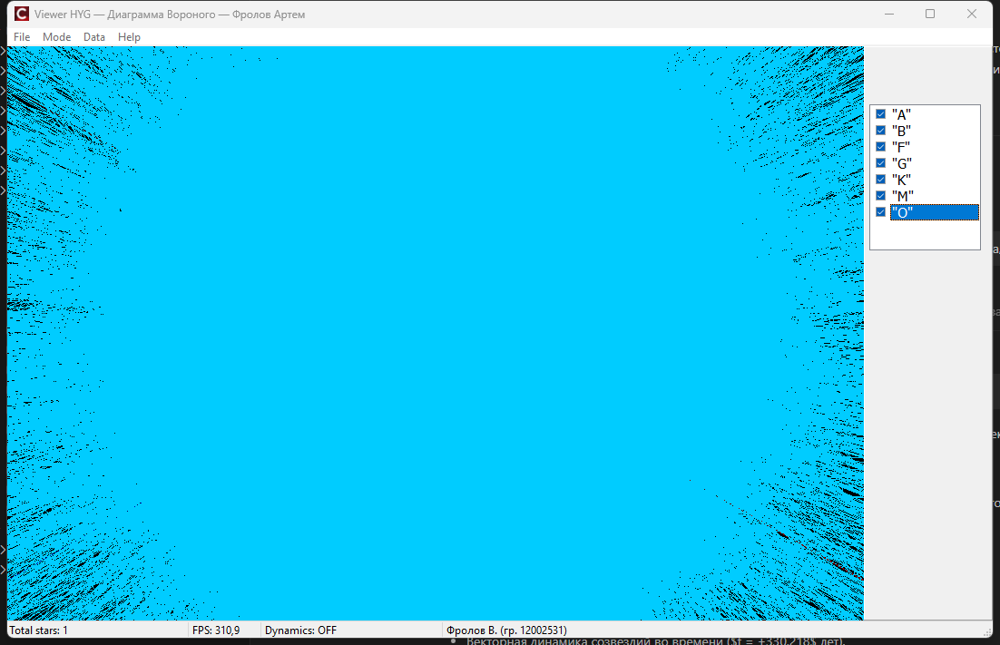 Viewer HYG — Диаграмма Вороного — Фролов Артем
File Mode Data Help
"A"
"B"
"F"
"G"
"K"
"M"
"O"
Total stars: 1 FPS: 310,9 Dynamics: OFF Фролов В. (гр. 12002531)
Векторная динамика созвездий во времени ($t = +330,218$ лет).